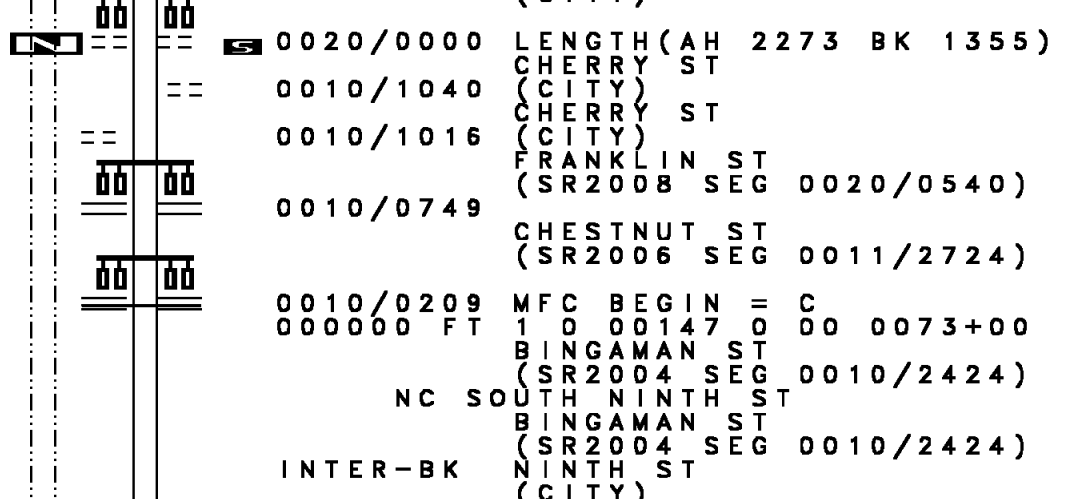 (CITY)
N S 0020/0000 LENGTH(AH 2273 BK 1355)
CHERRY ST
0010/1040 (CITY)
CHERRY ST
0010/1016 (CITY)
FRANKLIN ST
(SR2008 SEG 0020/0540)
0010/0749
CHESTNUT ST
(SR2006 SEG 0011/2724)
0010/0209 MFC BEGIN = C
000000 FT 1 0 00147 0 00 0073+00
BINGAMAN ST
(SR2004 SEG 0010/2424)
NC SOUTH NINTH ST
BINGAMAN ST
(SR2004 SEG 0010/2424)
INTER-BK NINTH ST
(CITY)